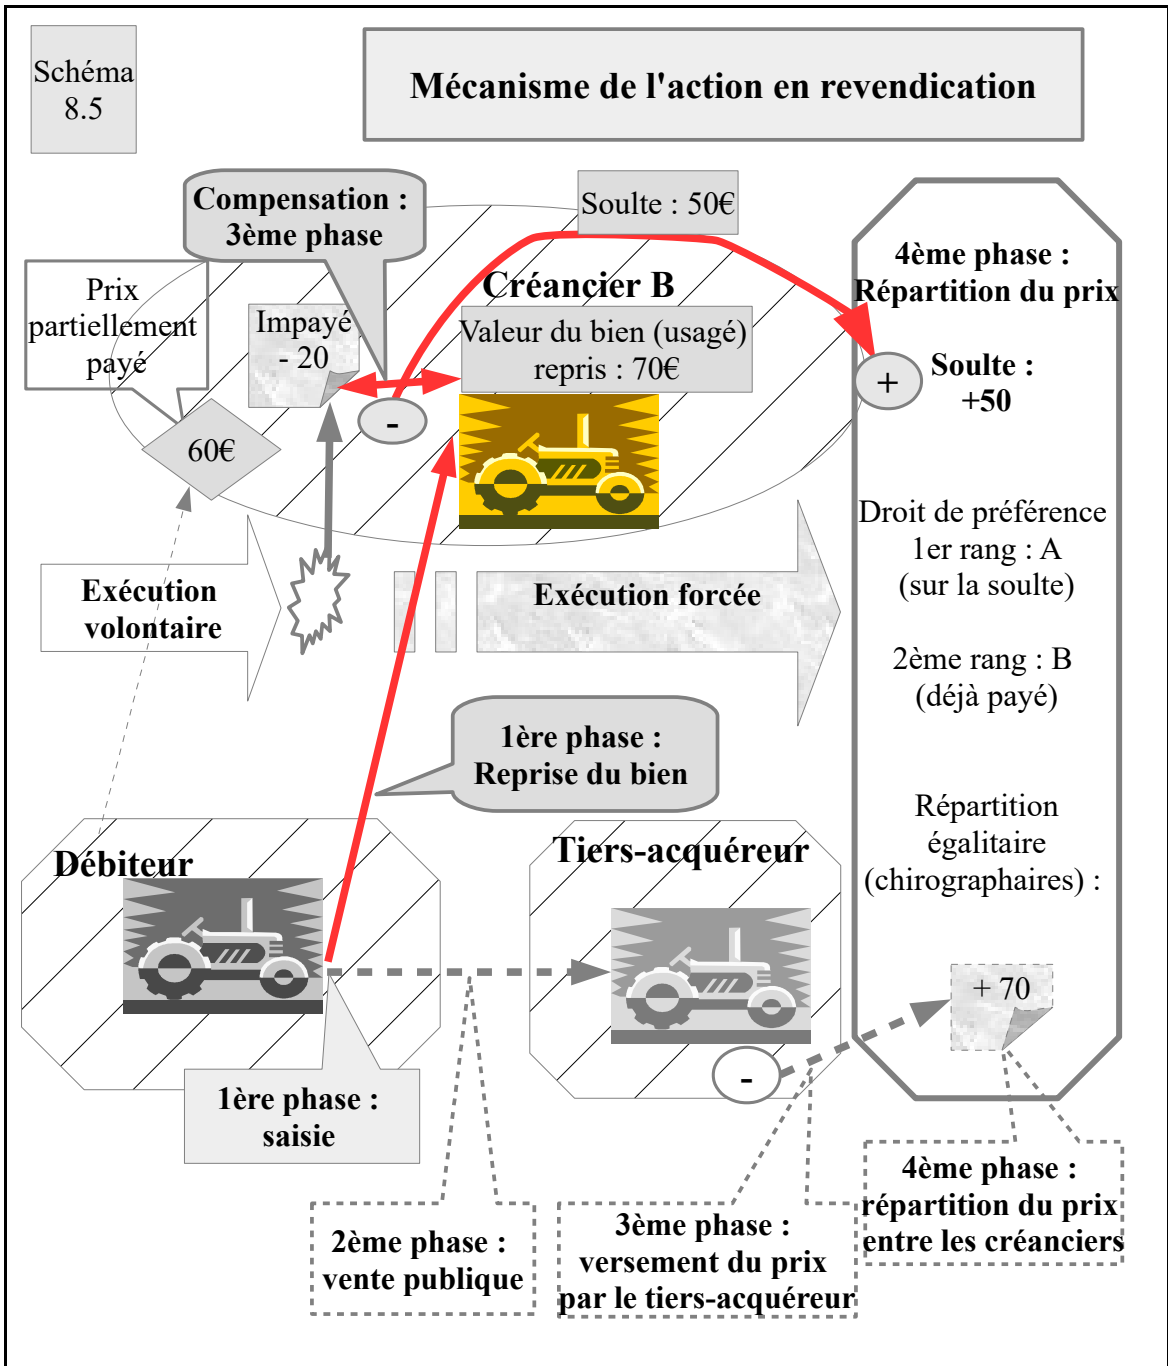 Schéma
8.5
Mécanisme de l'action en revendication
Compensation :
3ème phase
Soulte : 50€
Prix
partiellement
payé
Impayé
- 20
Créancier B
Valeur du bien (usagé)
repris : 70€
-
60€
4ème phase :
Répartition du prix
+
Soulte :
+50
Droit de préférence
1er rang : A
(sur la soulte)
2ème rang : B
(déjà payé)
Répartition
égalitaire
(chirographaires) :
+ 70
Exécution
volontaire
Exécution forcée
1ère phase :
Reprise du bien
Débiteur
Tiers-acquéreur
-
1ère phase :
saisie
2ème phase :
vente publique
3ème phase :
versement du prix
par le tiers-acquéreur
4ème phase :
répartition du prix
entre les créanciers